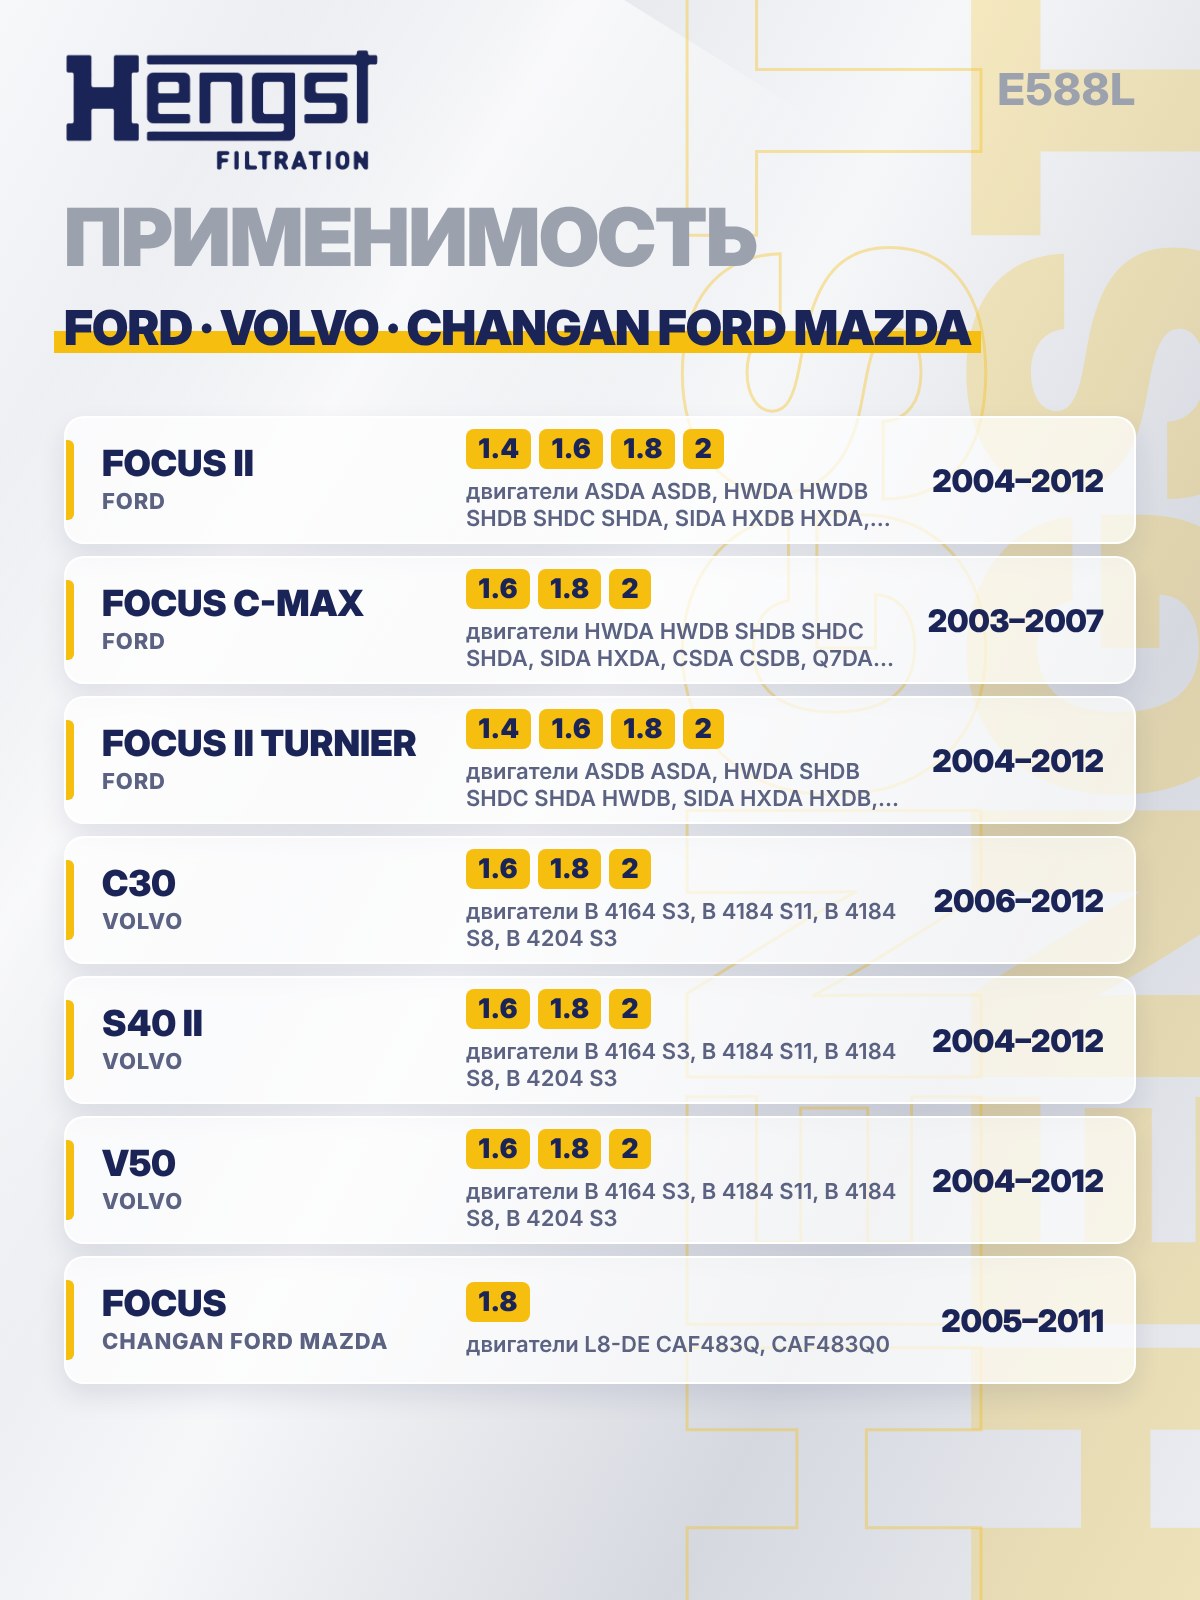 Hengst
FILTRATION
E588L
ПРИМЕНИМОСТЬ
FORD · VOLVO · CHANGAN FORD MAZDA
FOCUS II
FORD
1.4 1.6 1.8 2
двигатели ASDA ASDB, HWDA HWDB
SHDB SHDC SHDA, SIDA HXDB HXDA,...
2004–2012
FOCUS C-MAX
FORD
1.6 1.8 2
двигатели HWDA HWDB SHDB SHDC
SHDA, SIDA HXDA, CSDA CSDB, Q7DA...
2003–2007
FOCUS II TURNIER
FORD
1.4 1.6 1.8 2
двигатели ASDB ASDA, HWDA SHDB
SHDC SHDA HWDB, SIDA HXDA HXDB,...
2004–2012
C30
VOLVO
1.6 1.8 2
двигатели B 4164 S3, B 4184 S11, B 4184
S8, B 4204 S3
2006–2012
S40 II
VOLVO
1.6 1.8 2
двигатели B 4164 S3, B 4184 S11, B 4184
S8, B 4204 S3
2004–2012
V50
VOLVO
1.6 1.8 2
двигатели B 4164 S3, B 4184 S11, B 4184
S8, B 4204 S3
2004–2012
FOCUS
CHANGAN FORD MAZDA
1.8
двигатели L8-DE CAF483Q, CAF483Q0
2005–2011
HENGST
HENGST